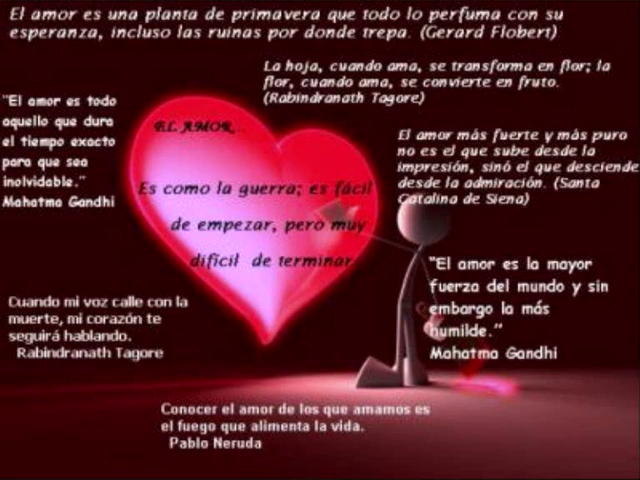 El amor es una planta de primavera que todo lo perfuma con su
esperanza, incluso las ruinas por donde trepa. (Gerard Flobert)
La hoja, cuando ama, se transforma en flor; la
flor, cuando ama, se convierte en fruto.
(Rabindranath Tagore)
"El amor es todo
aquello que dura
el tiempo exacto
para que sea
inolvidable."
Mahatma Gandhi
EL AMOR...
Es como la guerra; es fácil
de empezar, pero muy
difícil de terminar
El amor más fuerte y más puro
no es el que sube desde la
impresión, sinó el que desciende
desde la admiración. (Santa
Catalina de Siena)
"El amor es la mayor
fuerza del mundo y sin
embargo la más
humilde."
Mahatma Gandhi
Cuando mi voz calle con la
muerte, mi corazón te
seguirá hablando.
Rabindranath Tagore
Conocer el amor de los que amamos es
el fuego que alimenta la vida.
Pablo Neruda